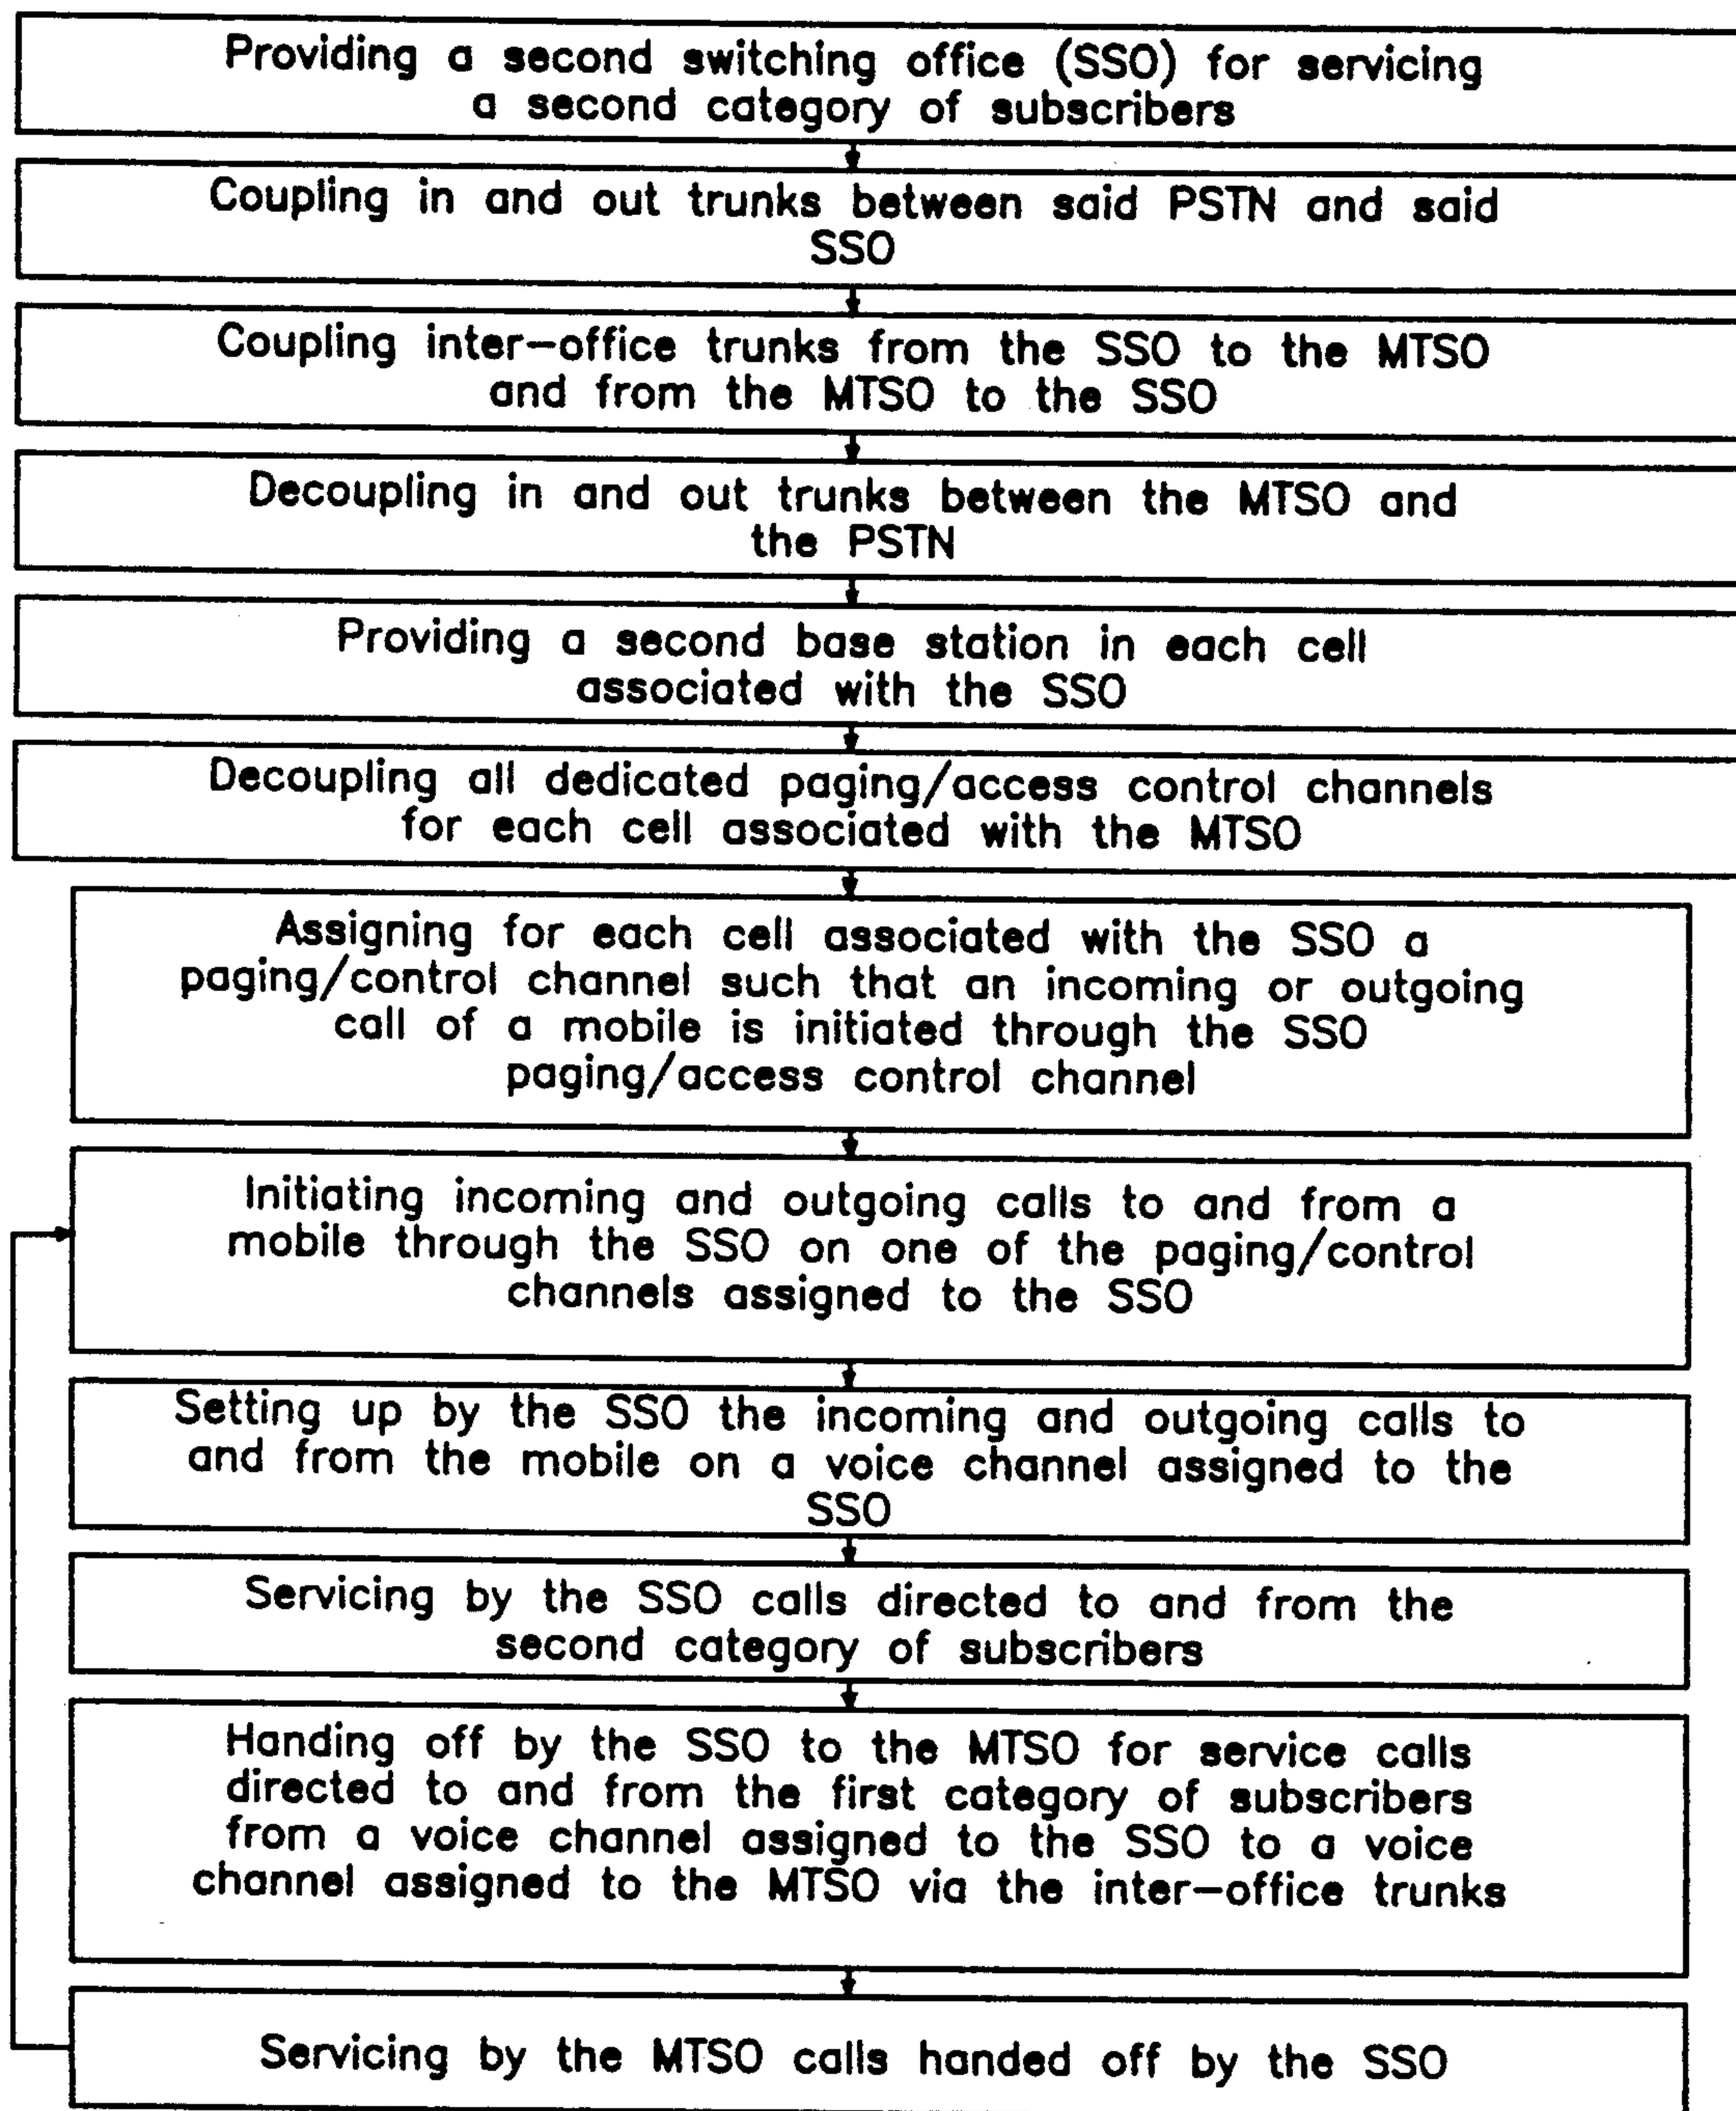 Providing a second switching office (SSO) for servicing
a second category of subscribers
Coupling in and out trunks between said PSTN and said
SSO
Coupling inter-office trunks from the SSO to the MTSO
and from the MTSO to the SSO
Decoupling in and out trunks between the MTSO and
the PSTN
Providing a second base station in each cell
associated with the SSO
Decoupling all dedicated paging/access control channels
for each cell associated with the MTSO
Assigning for each cell associated with the SSO a
paging/control channel such that an incoming or outgoing
call of a mobile is initiated through the SSO
paging/access control channel
Initiating incoming and outgoing calls to and from a
mobile through the SSO on one of the paging/control
channels assigned to the SSO
Setting up by the SSO the incoming and outgoing calls to
and from the mobile on a voice channel assigned to the
SSO
Servicing by the SSO calls directed to and from the
second category of subscribers
Handing off by the SSO to the MTSO for service calls
directed to and from the first category of subscribers
from a voice channel assigned to the SSO to a voice
channel assigned to the MTSO via the inter-office trunks
Servicing by the MTSO calls handed off by the SSO